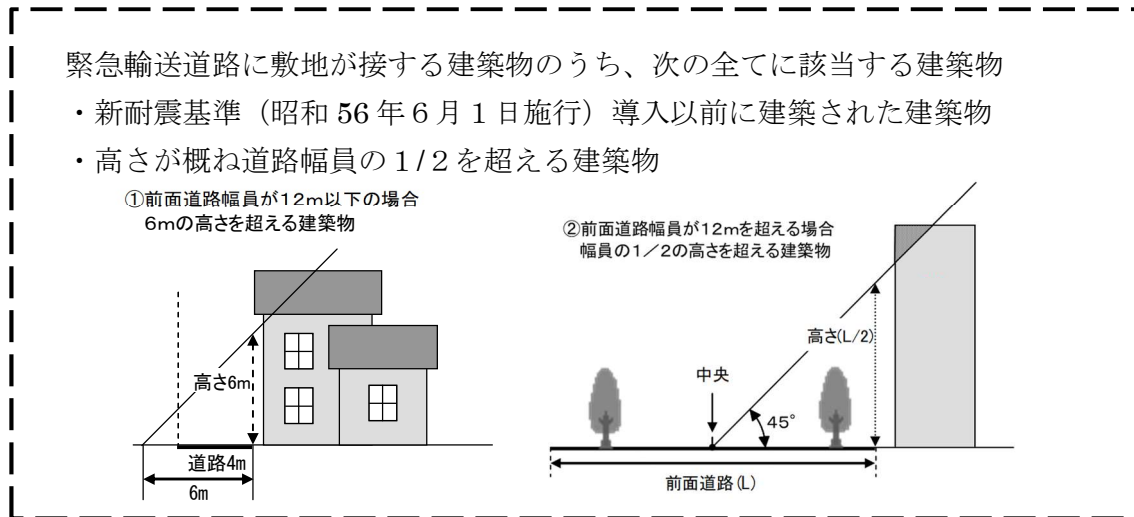 緊急輸送道路に敷地が接する建築物のうち、次の全てに該当する建築物
・新耐震基準（昭和 56 年６月１日施行）導入以前に建築された建築物
・高さが概ね道路幅員の１/２を超える建築物
①前面道路幅員が12ｍ以下の場合
6ｍの高さを超える建築物
高さ6m
道路4m
6m
②前面道路幅員が12ｍを超える場合
幅員の1／2の高さを超える建築物
高さ(L/2)
中央
45°
前面道路(L)